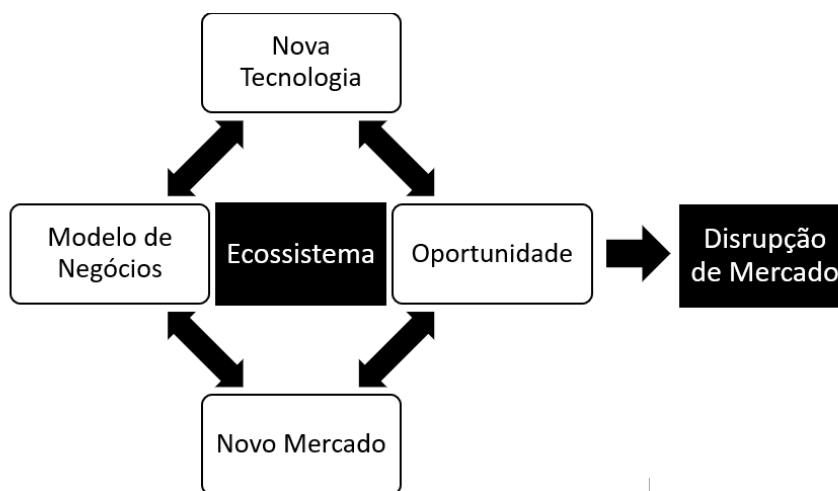 Nova
Tecnologia
Modelo de
Negócios
Ecossistema
Oportunidade
Disrupção
de Mercado
Novo Mercado